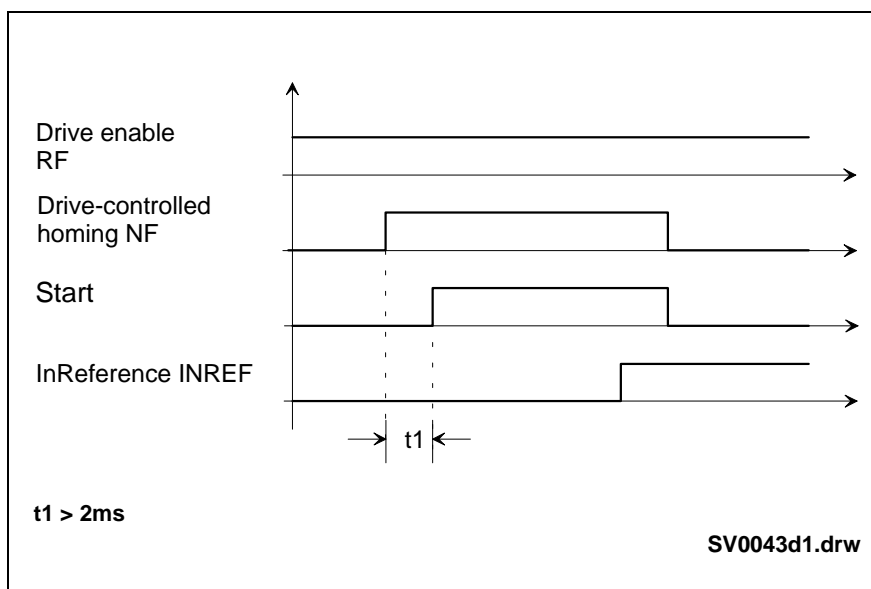 Drive enable
RF
Drive-controlled
homing NF
Start
InReference INREF
t1
t1 > 2ms
SV0043d1.drw